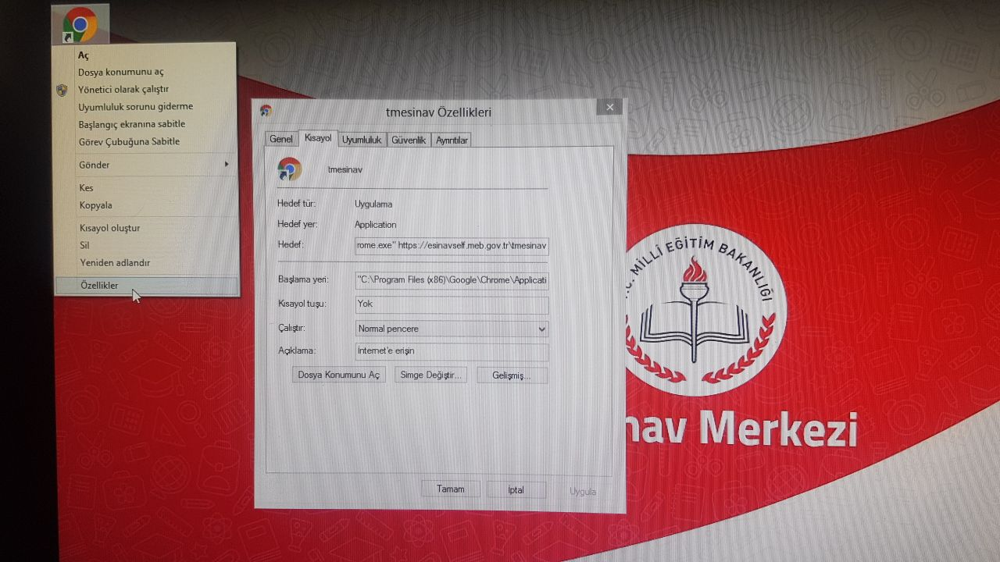 Aç
Dosya konumunu aç
Yönetici olarak çalıştır
Uyumluluk sorunu giderme
Başlangıç ekranına sabitle
Görev Çubuğuna Sabitle
Gönder
Kes
Kopyala
Kısayol oluştur
Sil
Yeniden adlandır
Özellikler
tmesinav Özellikleri
Genel Kısayol Uyumluluk Güvenlik Ayrıntılar
tmesinav
Hedef tür: Uygulama
Hedef yer: Application
Hedef: rome.exe" https://esinavself.meb.gov.tr\tmesinav
Başlama yeri: "C:\Program Files (x86)\Google\Chrome\Applicati
Kısayol tuşu: Yok
Çalıştır: Normal pencere
Açıklama: İnternet'e erişin
Dosya Konumunu Aç Simge Değiştir... Gelişmiş...
Tamam İptal Uygula
MİLLİ EĞİTİM BAKANLIĞI
nav Merkezi